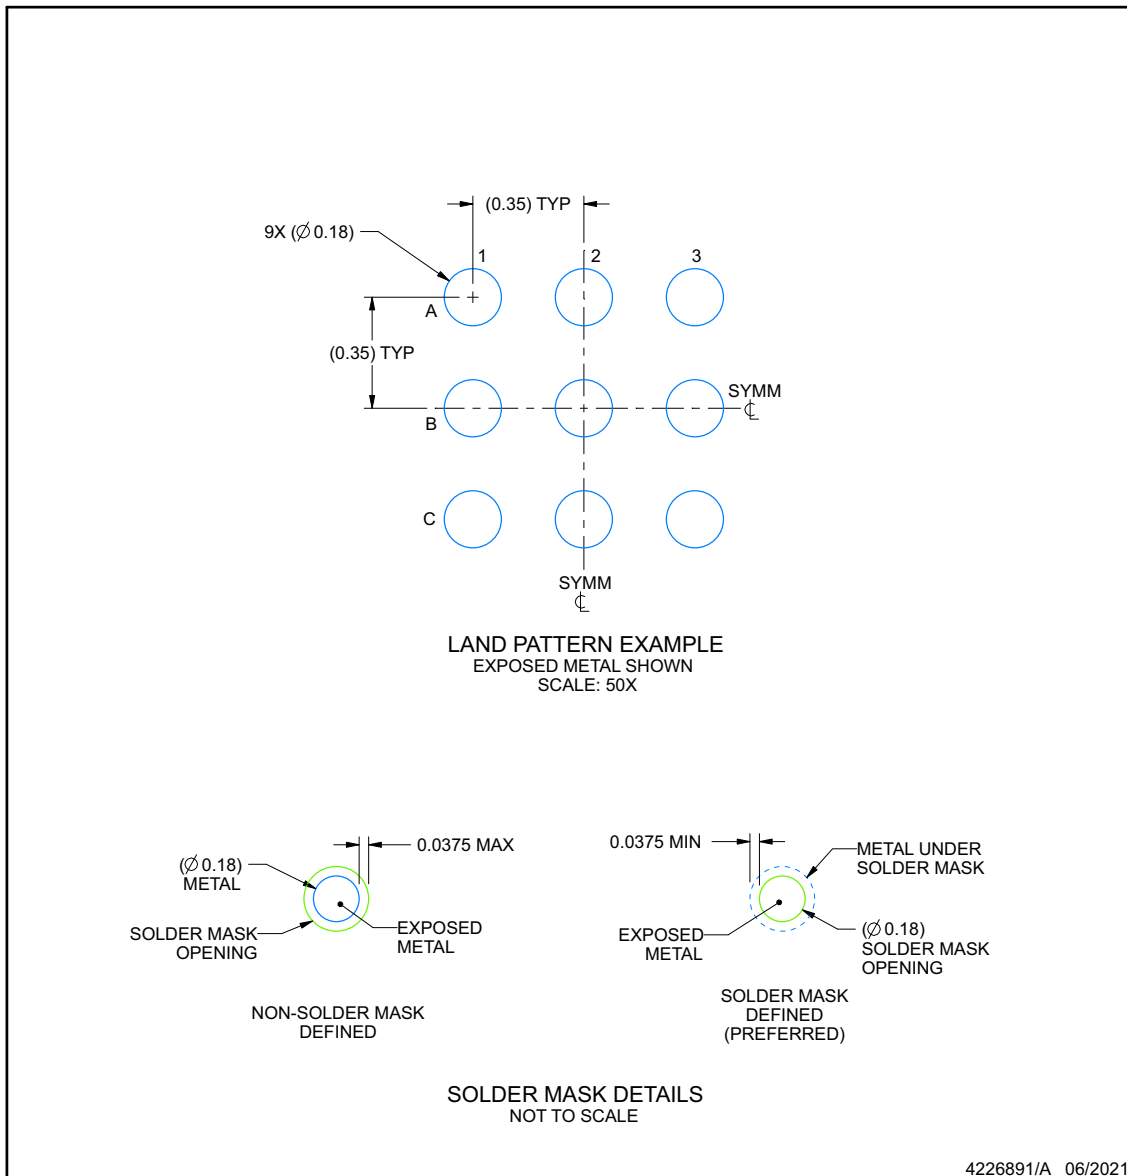 (0.35) TYP
9X (∅ 0.18)
1
2
3
A
(0.35) TYP
SYMM
℄
B
C
SYMM
℄
LAND PATTERN EXAMPLE
EXPOSED METAL SHOWN
SCALE: 50X
0.0375 MAX
(∅ 0.18)
METAL
SOLDER MASK
OPENING
EXPOSED
METAL
NON-SOLDER MASK
DEFINED
0.0375 MIN
METAL UNDER
SOLDER MASK
EXPOSED
METAL
(∅ 0.18)
SOLDER MASK
OPENING
SOLDER MASK
DEFINED
(PREFERRED)
SOLDER MASK DETAILS
NOT TO SCALE
4226891/A 06/2021